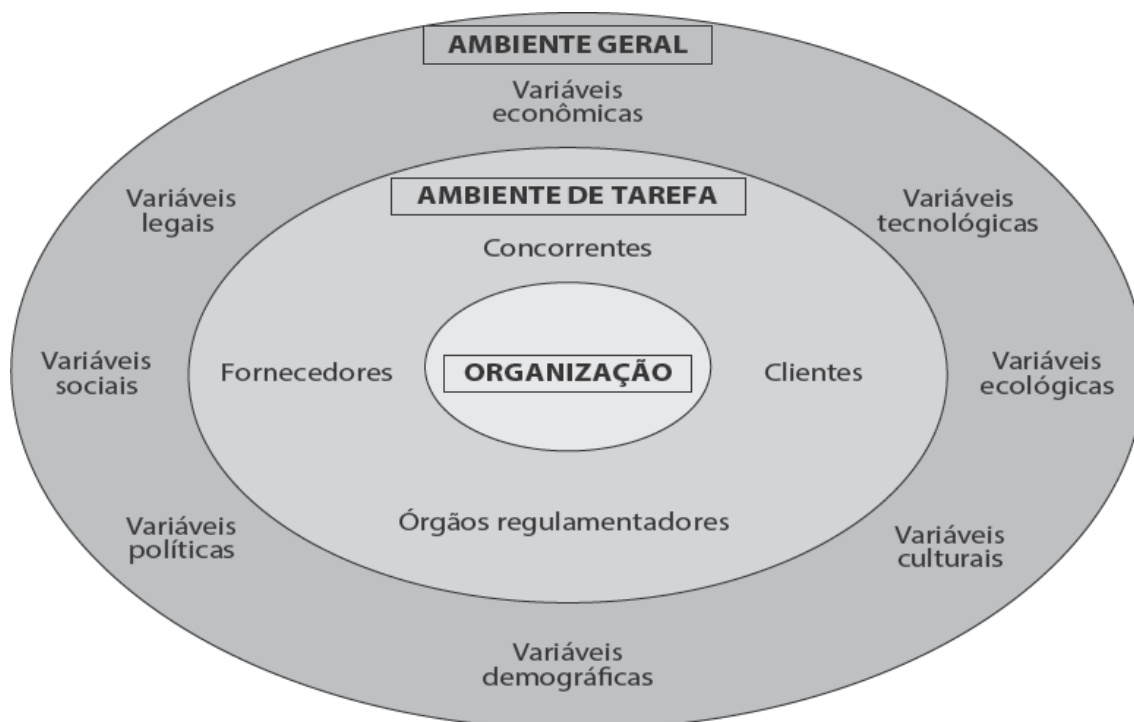 AMBIENTE GERAL
Variáveis
econômicas
Variáveis
legais
AMBIENTE DE TAREFA
Variáveis
tecnológicas
Concorrentes
Variáveis
sociais
Fornecedores
ORGANIZAÇÃO
Clientes
Variáveis
ecológicas
Variáveis
políticas
Órgãos regulamentadores
Variáveis
culturais
Variáveis
demográficas